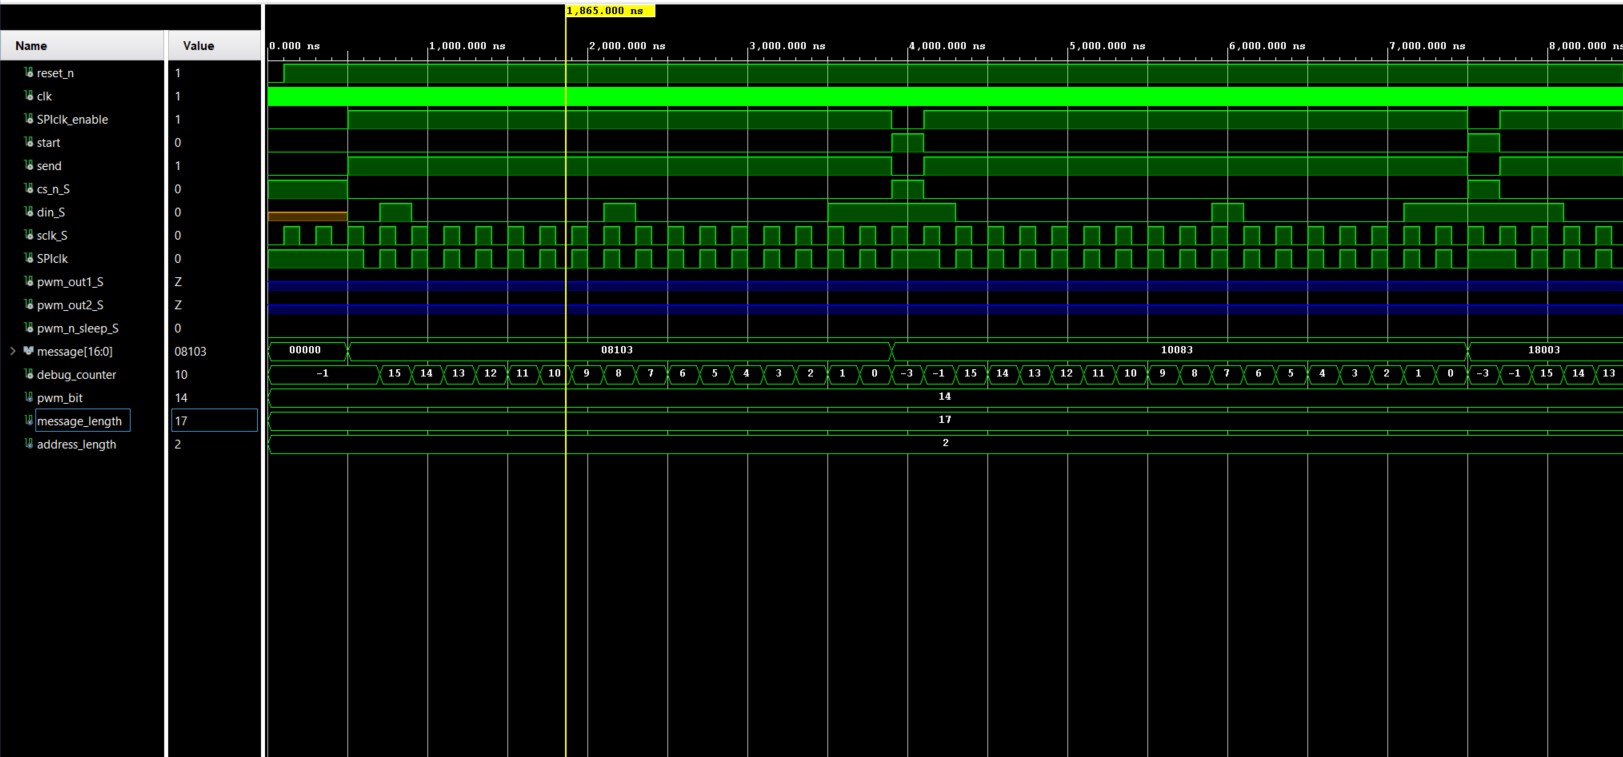 1,865.000 ns
Name Value 0.000 ns 1,000.000 ns 2,000.000 ns 3,000.000 ns 4,000.000 ns 5,000.000 ns 6,000.000 ns 7,000.000 ns 8,000.000 ns
reset_n 1
clk 1
SPIclk_enable 1
start 0
send 1
cs_n_S 0
din_S 0
sclk_S 0
SPIclk 0
pwm_out1_S Z
pwm_out2_S Z
pwm_n_sleep_S 0
message[16:0] 08103 00000 08103 10083 18003
debug_counter 10 -1 15 14 13 12 11 10 9 8 7 6 5 4 3 2 1 0 -3 -1 15 14 13 12 11 10 9 8 7 6 5 4 3 2 1 0 -3 -1 15 14 13
pwm_bit 14 14
message_length 17 17
address_length 2 2